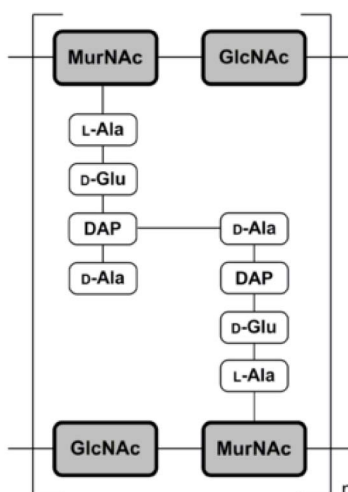 MurNAc GlcNAc
L-Ala
D-Glu
DAP D-Ala
D-Ala DAP
D-Glu
L-Ala
GlcNAc MurNAc
n